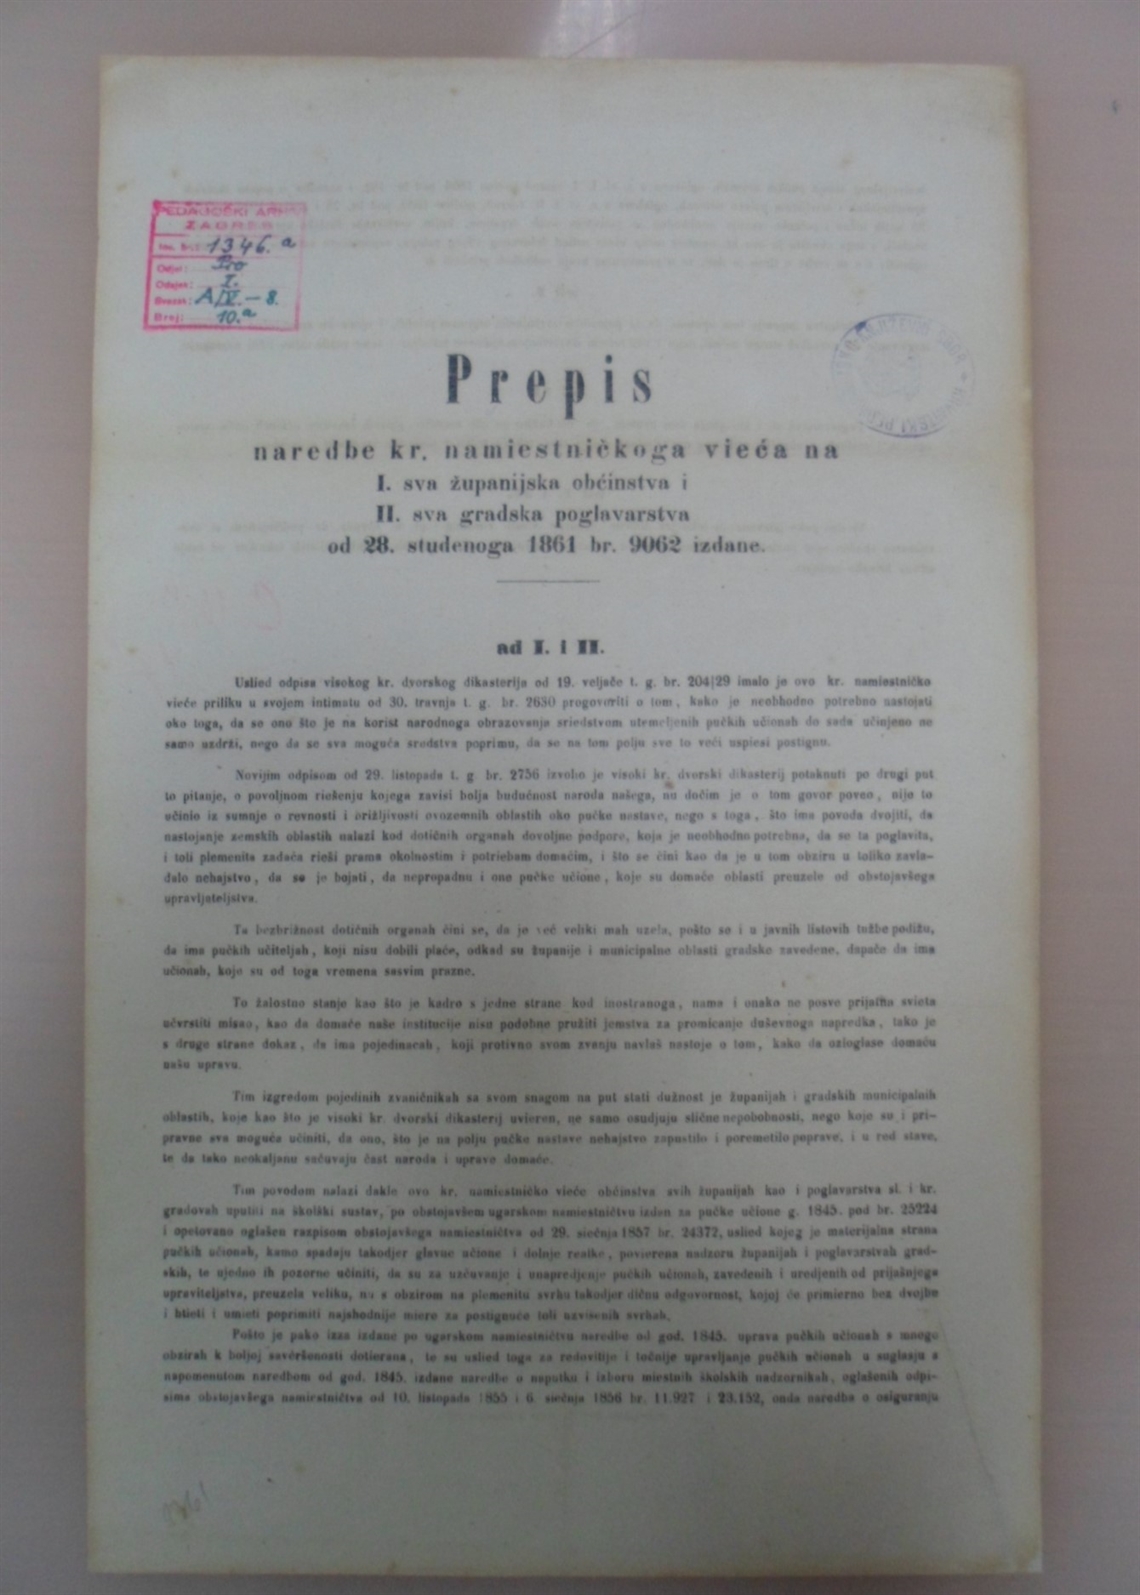 PEDAGOŠKI ARHIV
ZAGREB
Inv. br.: 1346.a
Odjel: Pro
Odsjek: I.
Svezak: A/V.-8.
Broj: 10.a
Prepis
naredbe kr. namiestničkoga vieća na
I. sva županijska obćinstva i
II. sva gradska poglavarstva
od 28. studenoga 1861 br. 9062 izdane.
ad I. i II.
Uslied odpisa visokog kr. dvorskog dikasterija od 19. veljače t. g. br. 204|29 imalo je ovo kr. namiestničko
vieće priliku u svojem intimatu od 30. travnja t. g. br. 2630 progovoriti o tom, kako je neobhodno potrebno nastojati
oko toga, da se ono što je na korist narodnoga obrazovanja sriedstvom utemeljenih pučkih učionah do sada učinjeno ne
samo uzdrži, nego da se sva moguća sredstva poprimu, da se na tom polju sve to veći uspiesi postignu.
Novijim odpisom od 29. listopada t. g. br. 2756 izvoho je visoki kr. dvorski dikasterij potaknuti po drugi put
to pitanje, o povoljnom riešenju kojega zavisi bolja budućnost naroda našega, nu dočim je o tom govor poveo, nije to
učinio iz sumnje o revnosti i brižljivosti ovozemnih oblastih oko pučke nastave, nego s toga, što ima povoda dvojiti, da
nastojanje zemskih oblastih nalazi kod dotičnih organah dovoljne podpore, koja je neobhodno potrebna, da se ta poglavita,
i toli plemenita zadaća rieši prama okolnostim i potriebam domaćim, i što se čini kao da je u tom obziru u toliko zavla-
dalo nehajstvo, da se je bojati, da nepropadnu i one pučke učione, koje su domaće oblasti preuzele od obstojavšega
upravljateljstva.
Ta bezbrižnost dotičnih organah čini se, da je već veliki mah uzela, pošto se i u javnih listovih tužbe podižu,
da ima pučkih učiteljah, koji nisu dobili plaće, odkad su županije i municipalne oblasti gradske zavedene, dapače da ima
učionah, koje su od toga vremena sasvim prazne.
To žalostno stanje kao što je kadro s jedne strane kod inostranoga, nama i onako ne posve prijazna svieta
učvrstiti misao, kao da domaće naše institucije nisu podobne pružiti jemstva za promicanje duševnoga napredka, tako je
s druge strane dokaz, da ima pojedinacah, koji protivno svom zvanju navlaš nastoje o tom, kako da ozloglase domaću
našu upravu.
Tim izgredom pojedinih zvaničnikah sa svom snagom na put stati dužnost je županijah i gradskih municipalnih
oblastih, koje kao što je visoki kr. dvorski dikasterij uvieren, ne samo osudjuju slične nepobobnosti, nego koje su i pri-
pravne sva moguća učiniti, da ono, što je na polju pučke nastave nehajstvo zapustilo i poremetilo poprave, i u red stave,
te da tako neokaljanu sačuvaju čast naroda i uprave domaće.
Tim povodom nalazi dakle ovo kr. namiestničko vieće obćinstva svih županijah kao i poglavarstva sl. i kr.
gradovah uputiti na školski sustav, po obstojavšem ugarskom namiestničtvu izdan za pučke učione g. 1845. pod br. 25224
i opetovano oglašen razpisom obstojavšega namiestničtva od 29. siečnja 1857 br. 24372, uslied kojeg je materijalna strana
pučkih učionah, kamo spadaju takodjer glavne učione i dolnje realke, povierena nadzoru županijah i poglavarstvah grad-
skih, te ujedno ih pozorne učiniti, da su za uzčuvanje i unapredjenje pučkih učionah, zavedenih i uredjenih od prijašnjega
upraviteljstva, preuzela veliku, nu s obzirom na plemenitu svrhu takodjer dičnu odgovornost, kojoj će primierno bez dvojbe
i htieti i umieti poprimiti najshodnije miere za postignuće toli uzvišenih svrhah.
Pošto je pako izza izdane po ugarskom namiestničtvu naredbe od god. 1845. uprava pučkih učionah s mnogo
obzirah k boljoj savršenosti dotierana, te su uslied toga za redovitije i točnije upravljanje pučkih učionah u suglasju s
napomenutom naredbom od god. 1845. izdane naredbe o naputku i izboru miestnih školskih nadzornikah, oglašenih odpi-
sima obstojavšega namiestničtva od 10. listopada 1855 i 6. siečnja 1856 br. 11.927 i 23.152, onda naredba o osiguranju